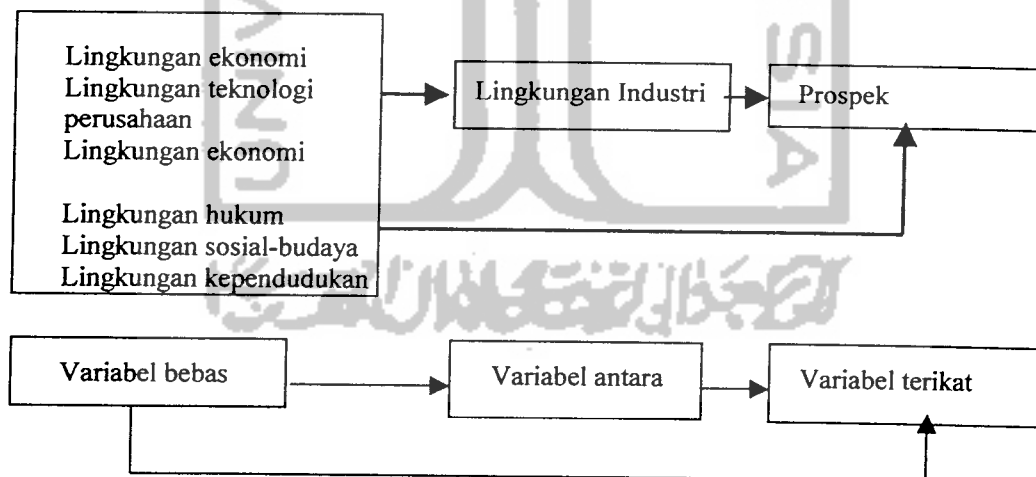 Lingkungan ekonomi
Lingkungan teknologi
perusahaan
Lingkungan ekonomi
Lingkungan hukum
Lingkungan sosial-budaya
Lingkungan kependudukan
Lingkungan Industri
Prospek
Variabel bebas
Variabel antara
Variabel terikat